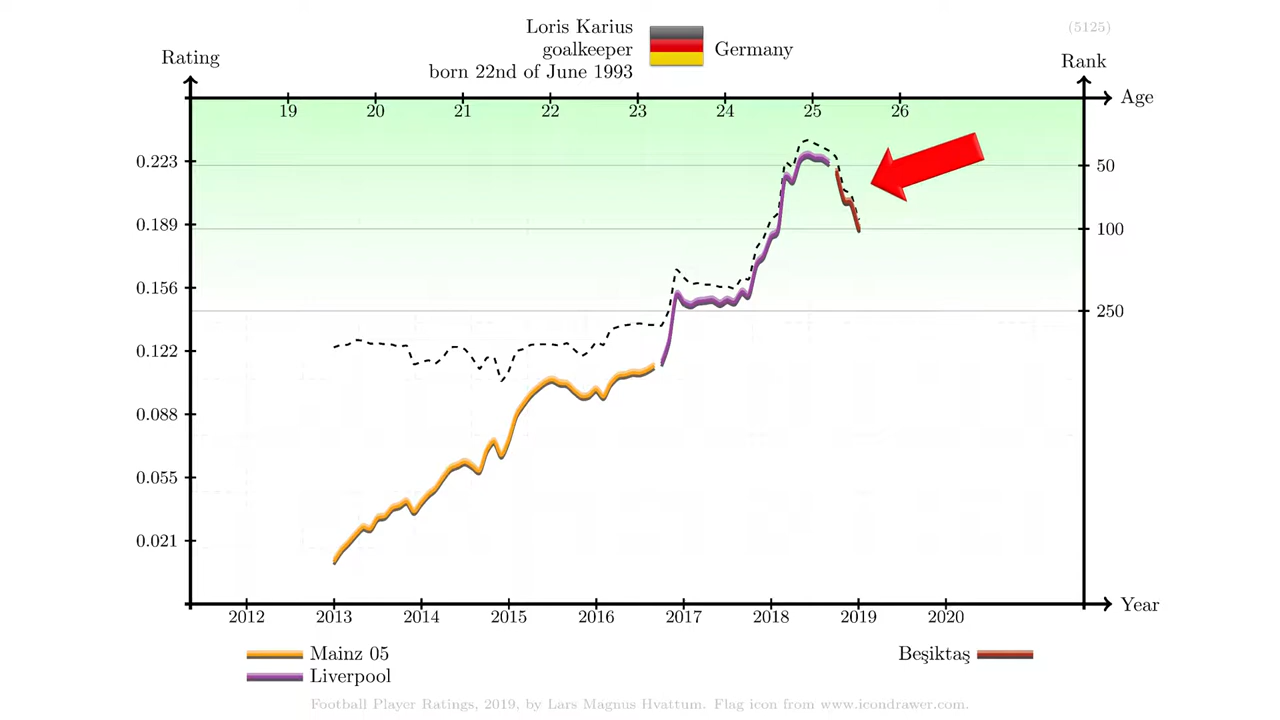 Loris Karius
goalkeeper
born 22nd of June 1993
Germany
(5125)
Rating
Rank
19 20 21 22 23 24 25 26 Age
0.223
0.189
0.156
0.122
0.088
0.055
0.021
50
100
250
2012 2013 2014 2015 2016 2017 2018 2019 2020 Year
Mainz 05
Liverpool
Beşiktaş
Football Player Ratings, 2019, by Lars Magnus Hvattum. Flag icon from www.icondrawer.com.